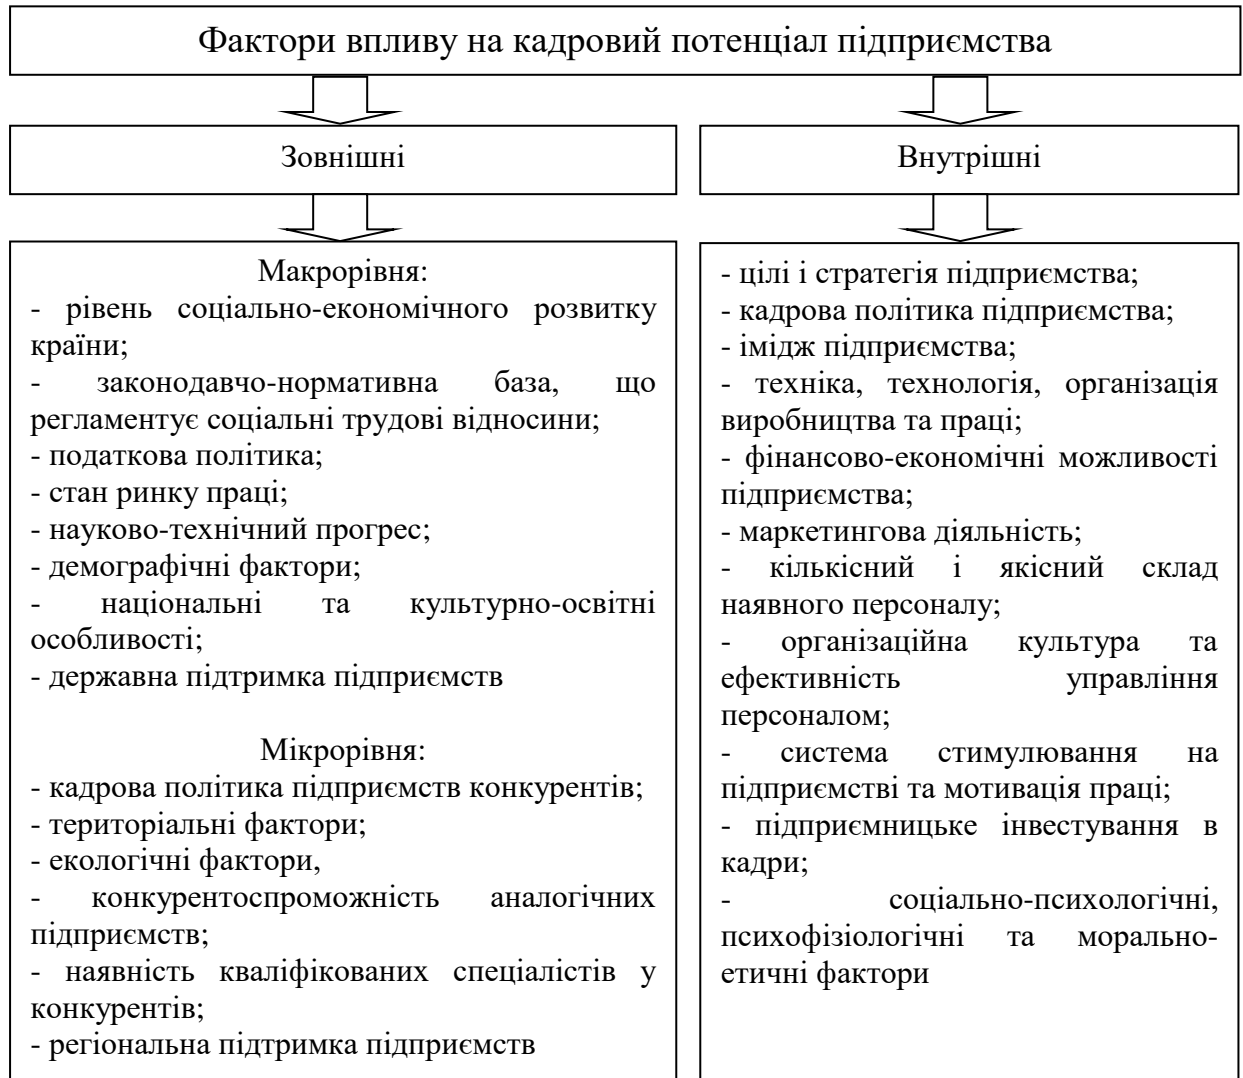 Фактори впливу на кадровий потенціал підприємства
Зовнішні
Макрорівня:
- рівень соціально-економічного розвитку
країни;
- законодавчо-нормативна база, що
регламентує соціальні трудові відносини;
- податкова політика;
- стан ринку праці;
- науково-технічний прогрес;
- демографічні фактори;
- національні та культурно-освітні
особливості;
- державна підтримка підприємств
Мікрорівня:
- кадрова політика підприємств конкурентів;
- територіальні фактори;
- екологічні фактори,
- конкурентоспроможність аналогічних
підприємств;
- наявність кваліфікованих спеціалістів у
конкурентів;
- регіональна підтримка підприємств
Внутрішні
- цілі і стратегія підприємства;
- кадрова політика підприємства;
- імідж підприємства;
- техніка, технологія, організація
виробництва та праці;
- фінансово-економічні можливості
підприємства;
- маркетингова діяльність;
- кількісний і якісний склад
наявного персоналу;
- організаційна культура та
ефективність управління
персоналом;
- система стимулювання на
підприємстві та мотивація праці;
- підприємницьке інвестування в
кадри;
- соціально-психологічні,
психофізіологічні та морально-
етичні фактори